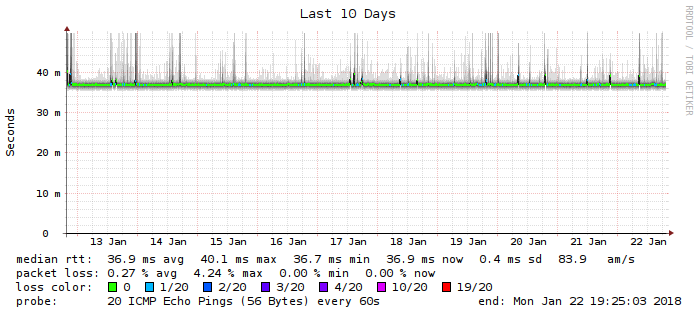 Last 10 Days
RRDTOOL / TOBI OETIKER
Seconds
40 m
30 m
20 m
10 m
0
13 Jan 14 Jan 15 Jan 16 Jan 17 Jan 18 Jan 19 Jan 20 Jan 21 Jan 22 Jan
median rtt: 36.9 ms avg 40.1 ms max 36.7 ms min 36.9 ms now 0.4 ms sd 83.9 am/s
packet loss: 0.27 % avg 4.24 % max 0.00 % min 0.00 % now
loss color: 0 1/20 2/20 3/20 4/20 10/20 19/20
probe: 20 ICMP Echo Pings (56 Bytes) every 60s end: Mon Jan 22 19:25:03 2018